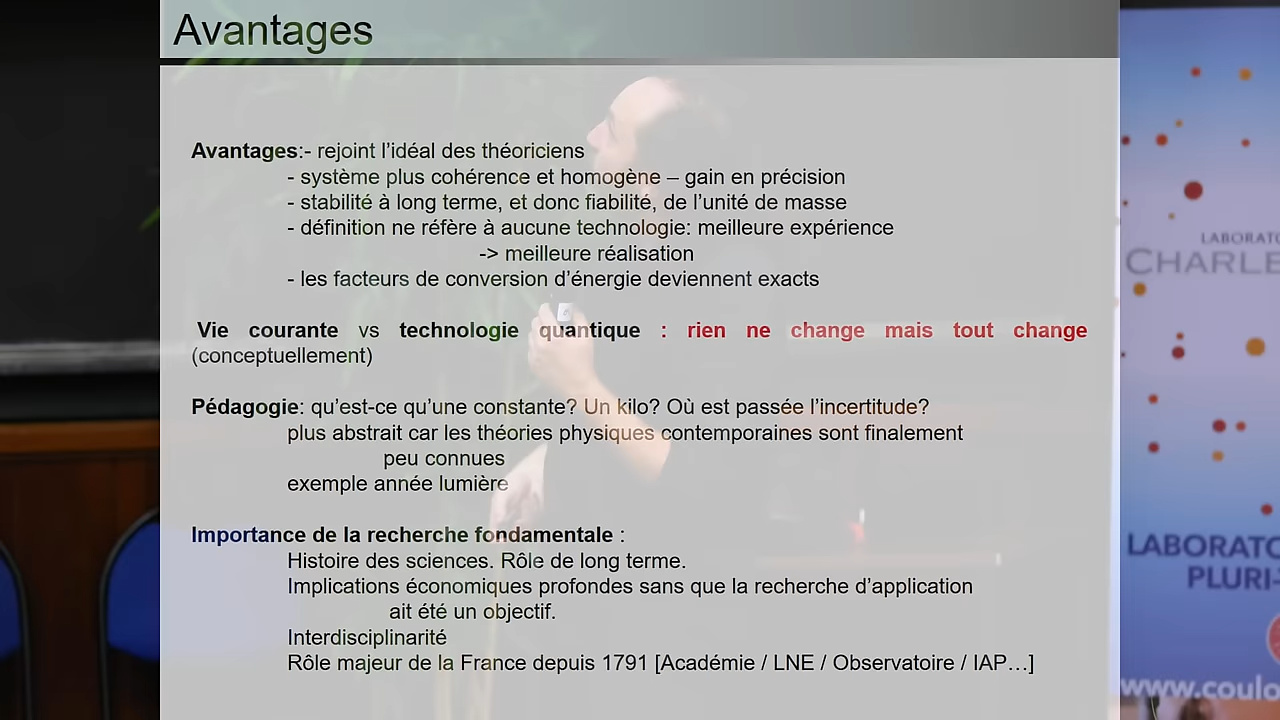 Avantages
Avantages:- rejoint l'idéal des théoriciens
- système plus cohérence et homogène – gain en précision
- stabilité à long terme, et donc fiabilité, de l'unité de masse
- définition ne réfère à aucune technologie: meilleure expérience
-> meilleure réalisation
- les facteurs de conversion d'énergie deviennent exacts
Vie courante vs technologie quantique : rien ne change mais tout change
(conceptuellement)
Pédagogie: qu'est-ce qu'une constante? Un kilo? Où est passée l'incertitude?
plus abstrait car les théories physiques contemporaines sont finalement
peu connues
exemple année lumière
Importance de la recherche fondamentale :
Histoire des sciences. Rôle de long terme.
Implications économiques profondes sans que la recherche d'application
ait été un objectif.
Interdisciplinarité
Rôle majeur de la France depuis 1791 [Académie / LNE / Observatoire / IAP…]
LABORATO
CHARLE
LABORATO
PLURI-
www.coulo